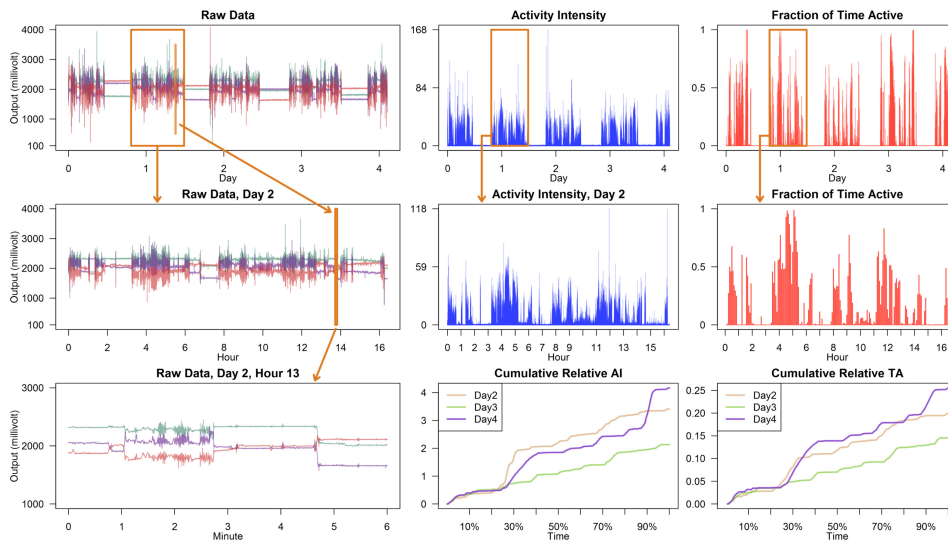 Raw Data
Output (millivolt)
4000
3000
2000
1000
100
0 1 2 3 4
Day
Activity Intensity
168
84
0
0 1 2 3 4
Day
Fraction of Time Active
1
0.5
0
0 1 2 3 4
Day
Raw Data, Day 2
Output (millivolt)
4000
3000
2000
1000
100
0 2 4 6 8 10 12 14 16
Hour
Activity Intensity, Day 2
118
59
0
0 1 2 3 4 5 6 7 9 11 13 15
Hour
Fraction of Time Active
1
0.5
0
0 2 4 6 8 10 12 14 16
Hour
Raw Data, Day 2, Hour 13
Output (millivolt)
3000
2000
1000
0 1 2 3 4 5 6
Minute
Cumulative Relative AI
Day2
Day3
Day4
4
3
2
1
0
10% 30% 50% 70% 90%
Time
Cumulative Relative TA
Day2
Day3
Day4
0.25
0.20
0.15
0.10
0.05
0.00
10% 30% 50% 70% 90%
Time